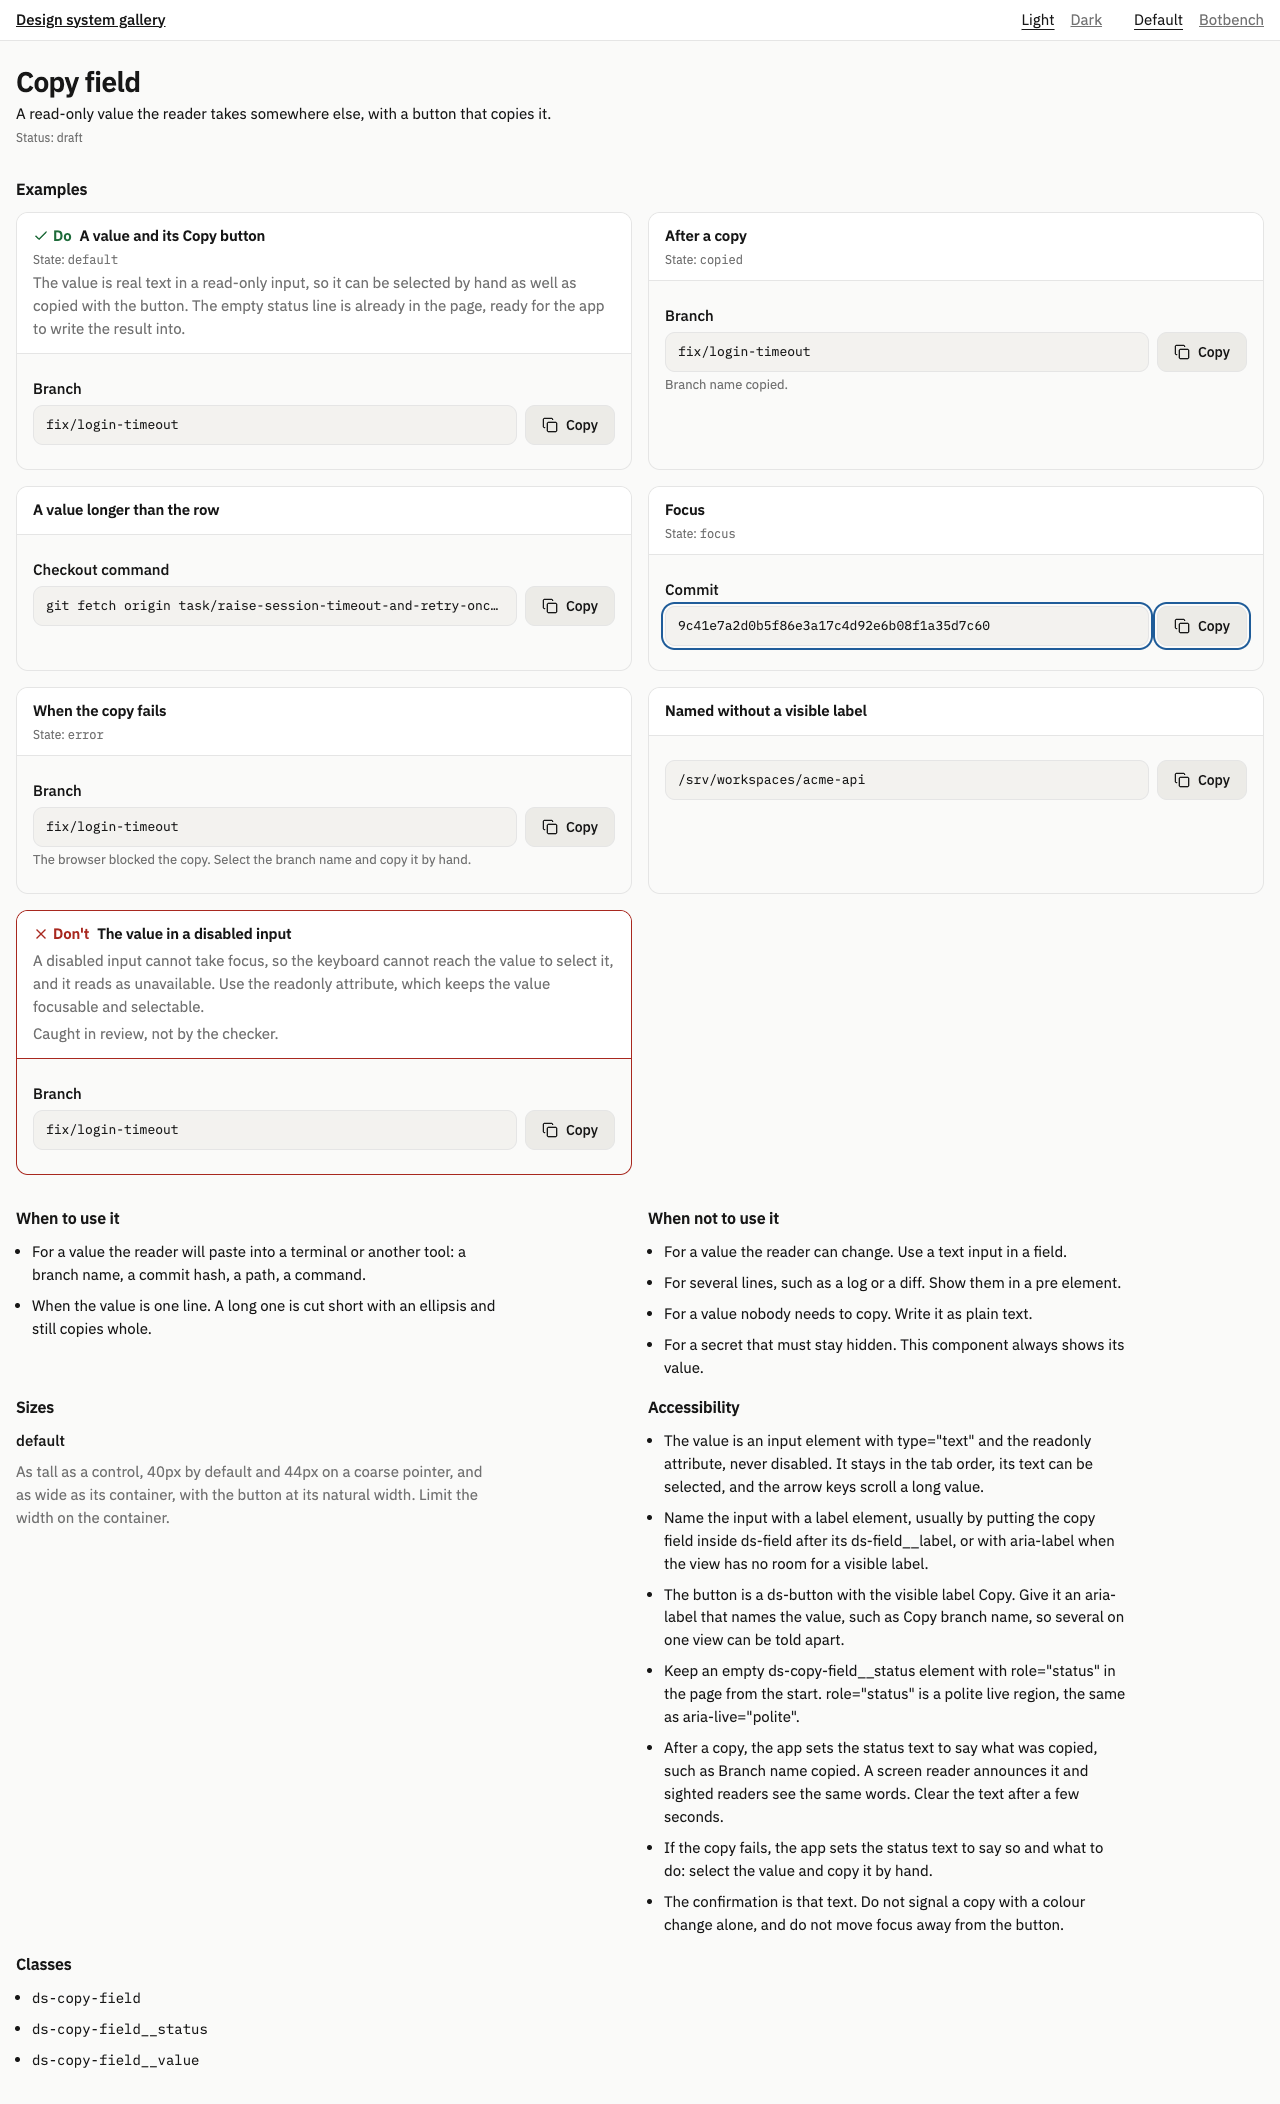 Design system gallery
Light Dark Default Botbench
Copy field
A read-only value the reader takes somewhere else, with a button that copies it.
Status: draft
Examples
Do A value and its Copy button
State: default
The value is real text in a read-only input, so it can be selected by hand as well as
copied with the button. The empty status line is already in the page, ready for the app
to write the result into.
Branch
fix/login-timeout
Copy
After a copy
State: copied
Branch
fix/login-timeout
Copy
Branch name copied.
A value longer than the row
Checkout command
git fetch origin task/raise-session-timeout-and-retry-onc…
Copy
Focus
State: focus
Commit
9c41e7a2d0b5f86e3a17c4d92e6b08f1a35d7c60
Copy
When the copy fails
State: error
Branch
fix/login-timeout
Copy
The browser blocked the copy. Select the branch name and copy it by hand.
Named without a visible label
/srv/workspaces/acme-api
Copy
Don't The value in a disabled input
A disabled input cannot take focus, so the keyboard cannot reach the value to select it,
and it reads as unavailable. Use the readonly attribute, which keeps the value
focusable and selectable.
Caught in review, not by the checker.
Branch
fix/login-timeout
Copy
When to use it
For a value the reader will paste into a terminal or another tool: a
branch name, a commit hash, a path, a command.
When the value is one line. A long one is cut short with an ellipsis and
still copies whole.
When not to use it
For a value the reader can change. Use a text input in a field.
For several lines, such as a log or a diff. Show them in a pre element.
For a value nobody needs to copy. Write it as plain text.
For a secret that must stay hidden. This component always shows its
value.
Sizes
default
As tall as a control, 40px by default and 44px on a coarse pointer, and
as wide as its container, with the button at its natural width. Limit the
width on the container.
Accessibility
The value is an input element with type="text" and the readonly
attribute, never disabled. It stays in the tab order, its text can be
selected, and the arrow keys scroll a long value.
Name the input with a label element, usually by putting the copy
field inside ds-field after its ds-field__label, or with aria-label when
the view has no room for a visible label.
The button is a ds-button with the visible label Copy. Give it an aria-
label that names the value, such as Copy branch name, so several on
one view can be told apart.
Keep an empty ds-copy-field__status element with role="status" in
the page from the start. role="status" is a polite live region, the same
as aria-live="polite".
After a copy, the app sets the status text to say what was copied,
such as Branch name copied. A screen reader announces it and
sighted readers see the same words. Clear the text after a few
seconds.
If the copy fails, the app sets the status text to say so and what to
do: select the value and copy it by hand.
The confirmation is that text. Do not signal a copy with a colour
change alone, and do not move focus away from the button.
Classes
ds-copy-field
ds-copy-field__status
ds-copy-field__value